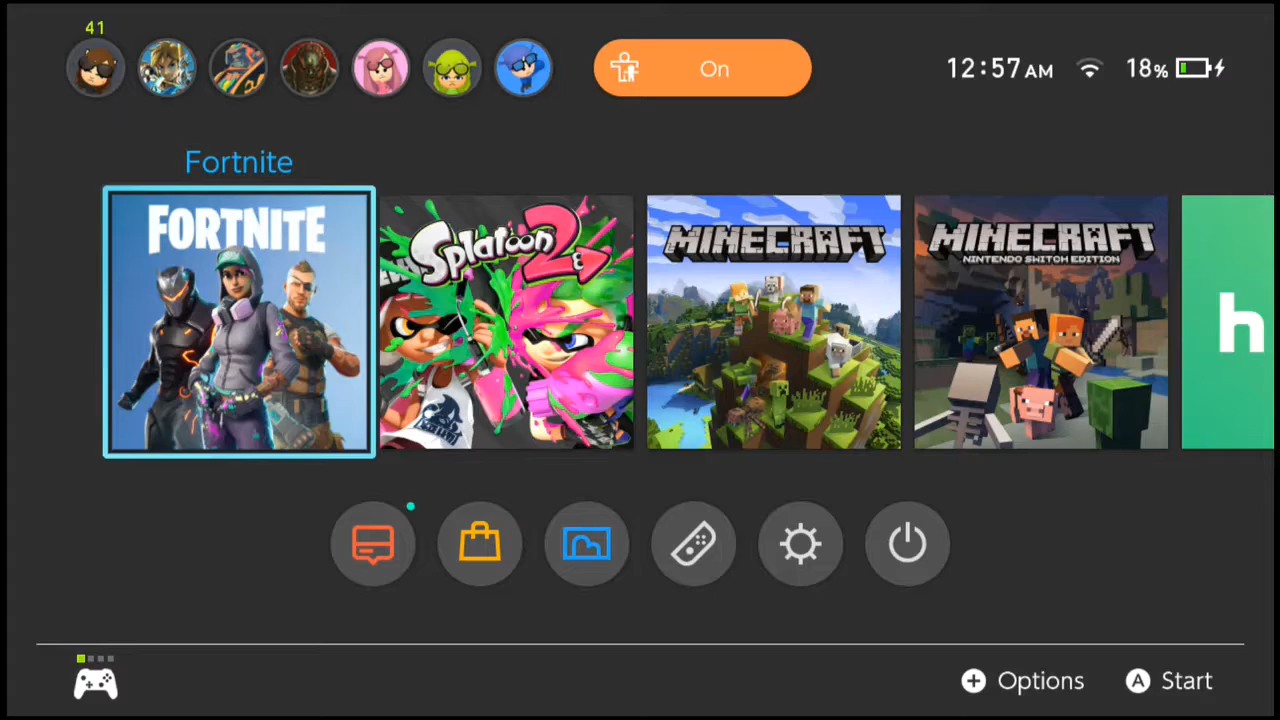 41
On
12:57 AM
18%
Fortnite
FORTNITE
Splatoon 2
MINECRAFT
MINECRAFT
NINTENDO SWITCH EDITION
h
+ Options
A Start